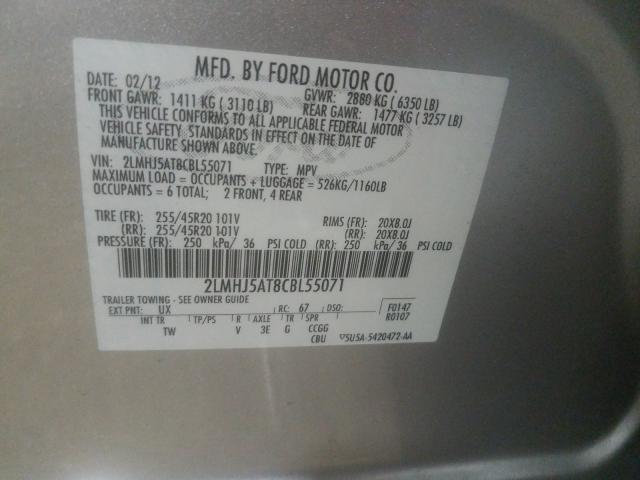 MFD. BY FORD MOTOR CO.
DATE: 02/12 GVWR: 2880 KG ( 6350 LB)
FRONT GAWR: 1411 KG ( 3110 LB) REAR GAWR: 1477 KG ( 3257 LB)
THIS VEHICLE CONFORMS TO ALL APPLICABLE FEDERAL MOTOR
VEHICLE SAFETY STANDARDS IN EFFECT ON THE DATE OF
MANUFACTURE SHOWN ABOVE.
VIN: 2LMHJ5AT8CBL55071 TYPE: MPV
MAXIMUM LOAD = OCCUPANTS + LUGGAGE = 526KG/1160LB
OCCUPANTS = 6 TOTAL; 2 FRONT, 4 REAR
TIRE (FR): 255/45R20 101V RIMS (FR): 20X8.0J
(RR): 255/45R20 101V (RR): 20X8.0J
PRESSURE (FR): 250 kPa/ 36 PSI COLD (RR): 250 kPa/ 36 PSI COLD
2LMHJ5AT8CBL55071
TRAILER TOWING - SEE OWNER GUIDE
EXT PNT: UX RC: 67 DSO: F0147
R0107
INT TR TP/PS R AXLE TR SPR
TW V 3E G CCGG
CBU 5U5A-5420472-AA